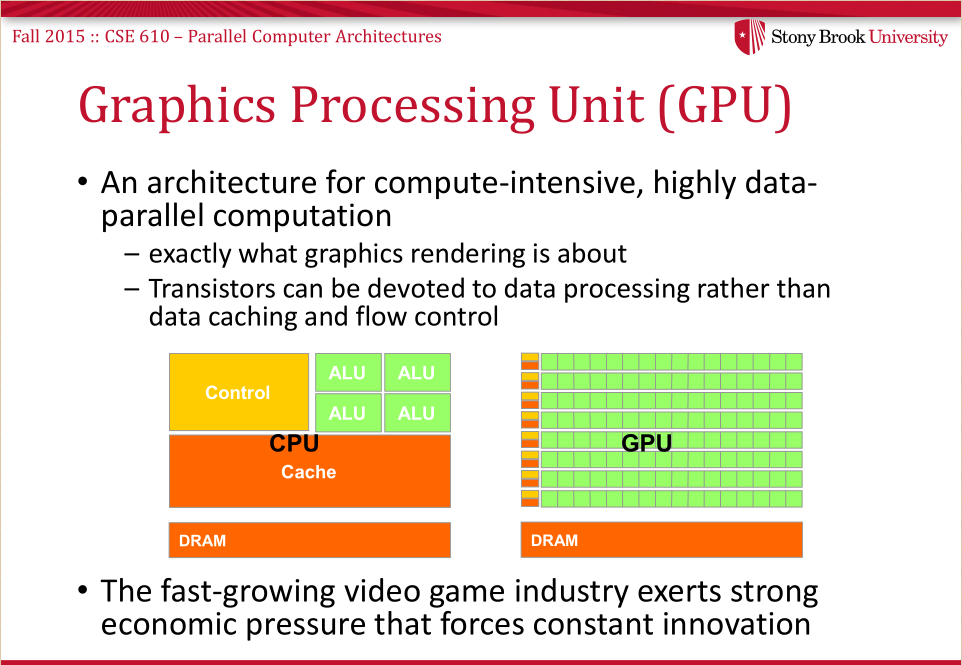 Fall 2015 :: CSE 610 – Parallel Computer Architectures
Stony Brook University
Graphics Processing Unit (GPU)
• An architecture for compute-intensive, highly data-
parallel computation
– exactly what graphics rendering is about
– Transistors can be devoted to data processing rather than
data caching and flow control
Control
ALU ALU
ALU ALU
CPU
Cache
DRAM
GPU
DRAM
• The fast-growing video game industry exerts strong
economic pressure that forces constant innovation